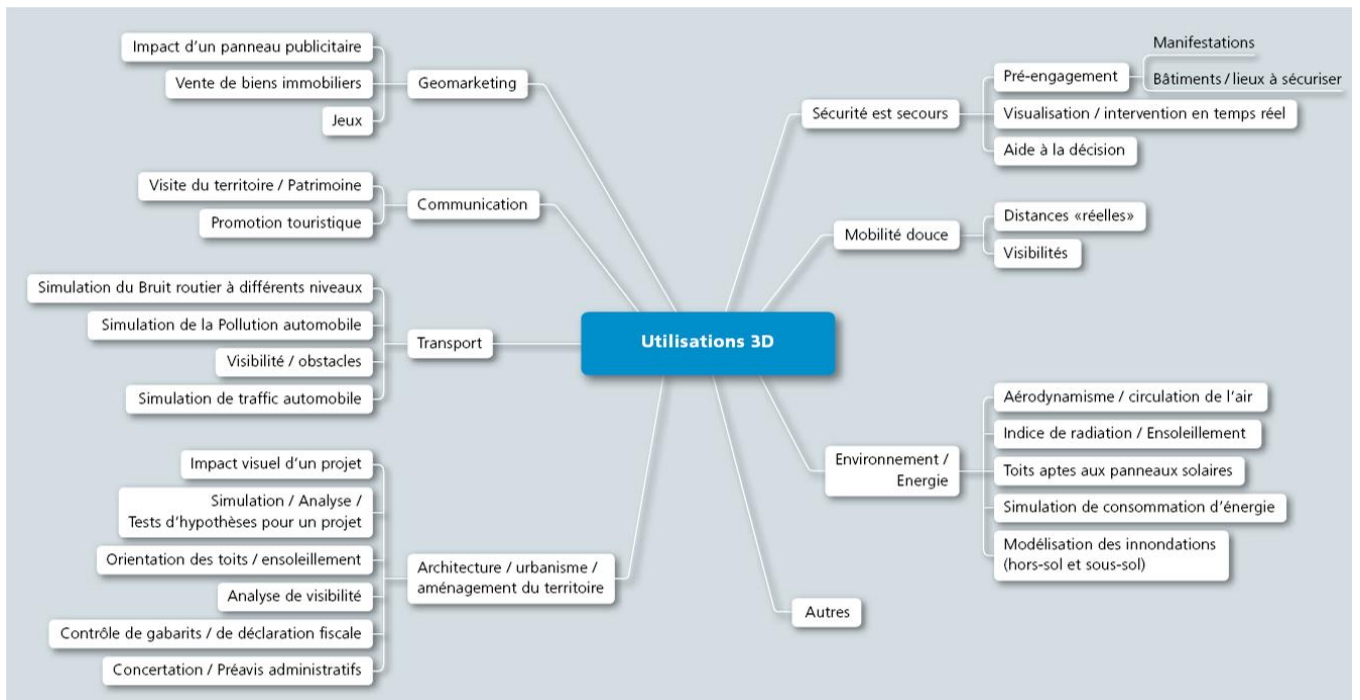 Utilisations 3D
Geomarketing
Impact d'un panneau publicitaire
Vente de biens immobiliers
Jeux
Communication
Visite du territoire / Patrimoine
Promotion touristique
Transport
Simulation du Bruit routier à différents niveaux
Simulation de la Pollution automobile
Visibilité / obstacles
Simulation de traffic automobile
Architecture / urbanisme /
aménagement du territoire
Impact visuel d'un projet
Simulation / Analyse /
Tests d'hypothèses pour un projet
Orientation des toits / ensoleillement
Analyse de visibilité
Contrôle de gabarits / de déclaration fiscale
Concertation / Préavis administratifs
Sécurité est secours
Pré-engagement
Manifestations
Bâtiments / lieux à sécuriser
Visualisation / intervention en temps réel
Aide à la décision
Mobilité douce
Distances «réelles»
Visibilités
Environnement /
Energie
Aérodynamisme / circulation de l'air
Indice de radiation / Ensoleillement
Toits aptes aux panneaux solaires
Simulation de consommation d'énergie
Modélisation des innondations
(hors-sol et sous-sol)
Autres